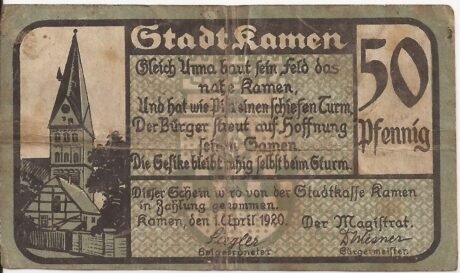 Stadt Kamen
Gleich Unna baut sein Feld das
nahe Kamen,
Und hat wie Pisa einen schiefen Turm.
Der Bürger streut auf Hoffnung
seinen Samen.
Die Seske bleibt ruhig selbst beim Sturm.
50
Pfennig
Dieser Schein wird von der Stadtkasse Kamen
in Zahlung genommen.
Kamen, den 1. April 1920. Der Magistrat.
Beigeordneter Bürgermeister.